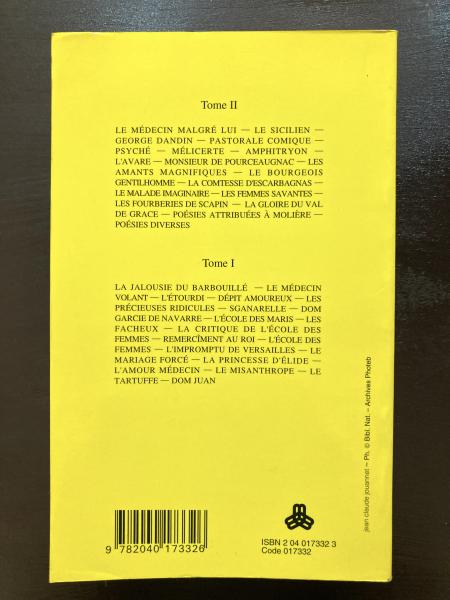 Tome II
LE MÉDECIN MALGRÉ LUI — LE SICILIEN —
GEORGE DANDIN — PASTORALE COMIQUE —
PSYCHÉ — MÉLICERTE — AMPHITRYON —
L'AVARE — MONSIEUR DE POURCEAUGNAC — LES
AMANTS MAGNIFIQUES — LE BOURGEOIS
GENTILHOMME — LA COMTESSE D'ESCARBAGNAS —
LE MALADE IMAGINAIRE — LES FEMMES SAVANTES —
LES FOURBERIES DE SCAPIN — LA GLOIRE DU VAL
DE GRACE — POÉSIES ATTRIBUÉES À MOLIÈRE —
POÉSIES DIVERSES
Tome I
LA JALOUSIE DU BARBOUILLÉ — LE MÉDECIN
VOLANT — L'ÉTOURDI — DÉPIT AMOUREUX — LES
PRÉCIEUSES RIDICULES — SGANARELLE — DOM
GARCIE DE NAVARRE — L'ÉCOLE DES MARIS — LES
FACHEUX — LA CRITIQUE DE L'ÉCOLE DES
FEMMES — REMERCÎMENT AU ROI — L'ÉCOLE DES
FEMMES — L'IMPROMPTU DE VERSAILLES — LE
MARIAGE FORCÉ — LA PRINCESSE D'ÉLIDE —
L'AMOUR MÉDECIN — LE MISANTHROPE — LE
TARTUFFE — DOM JUAN
jean claude jouannet – Ph. © Bibl. Nat. – Archives Photeb
9 782040 173326
ISBN 2 04 017332 3
Code 017332